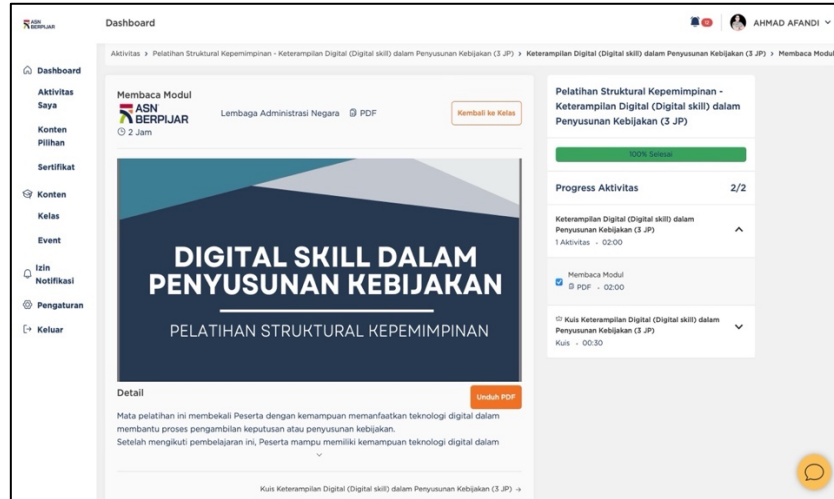 ASN
BERPIJAR
Dashboard
12
AHMAD AFANDI
Aktivitas > Pelatihan Struktural Kepemimpinan - Keterampilan Digital (Digital skill) dalam Penyusunan Kebijakan (3 JP) > Keterampilan Digital (Digital skill) dalam Penyusunan Kebijakan (3 JP) > Membaca Modul
Dashboard
Aktivitas
Saya
Konten
Pilihan
Sertifikat
Konten
Kelas
Event
Izin
Notifikasi
Pengaturan
Keluar
Membaca Modul
ASN
BERPIJAR
Lembaga Administrasi Negara PDF
2 Jam
Kembali ke Kelas
DIGITAL SKILL DALAM
PENYUSUNAN KEBIJAKAN
PELATIHAN STRUKTURAL KEPEMIMPINAN
Detail
Unduh PDF
Mata pelatihan ini membekali Peserta dengan kemampuan memanfaatkan teknologi digital dalam
membantu proses pengambilan keputusan atau penyusunan kebijakan.
Setelah mengikuti pembelajaran ini, Peserta mampu memiliki kemampuan teknologi digital dalam
Kuis Keterampilan Digital (Digital skill) dalam Penyusunan Kebijakan (3 JP) →
Pelatihan Struktural Kepemimpinan -
Keterampilan Digital (Digital skill) dalam
Penyusunan Kebijakan (3 JP)
100% Selesai
Progress Aktivitas 2/2
Keterampilan Digital (Digital skill) dalam
Penyusunan Kebijakan (3 JP)
1 Aktivitas - 02:00
Membaca Modul
PDF - 02:00
Kuis Keterampilan Digital (Digital skill) dalam
Penyusunan Kebijakan (3 JP)
Kuis - 00:30